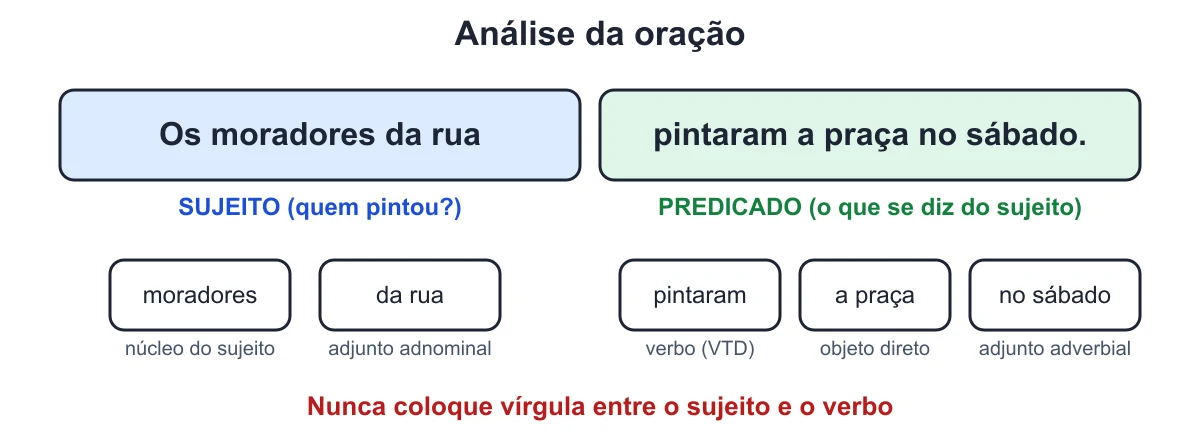 Análise da oração
Os moradores da rua
pintaram a praça no sábado.
SUJEITO (quem pintou?)
PREDICADO (o que se diz do sujeito)
moradores
da rua
pintaram
a praça
no sábado
núcleo do sujeito
adjunto adnominal
verbo (VTD)
objeto direto
adjunto adverbial
Nunca coloque vírgula entre o sujeito e o verbo